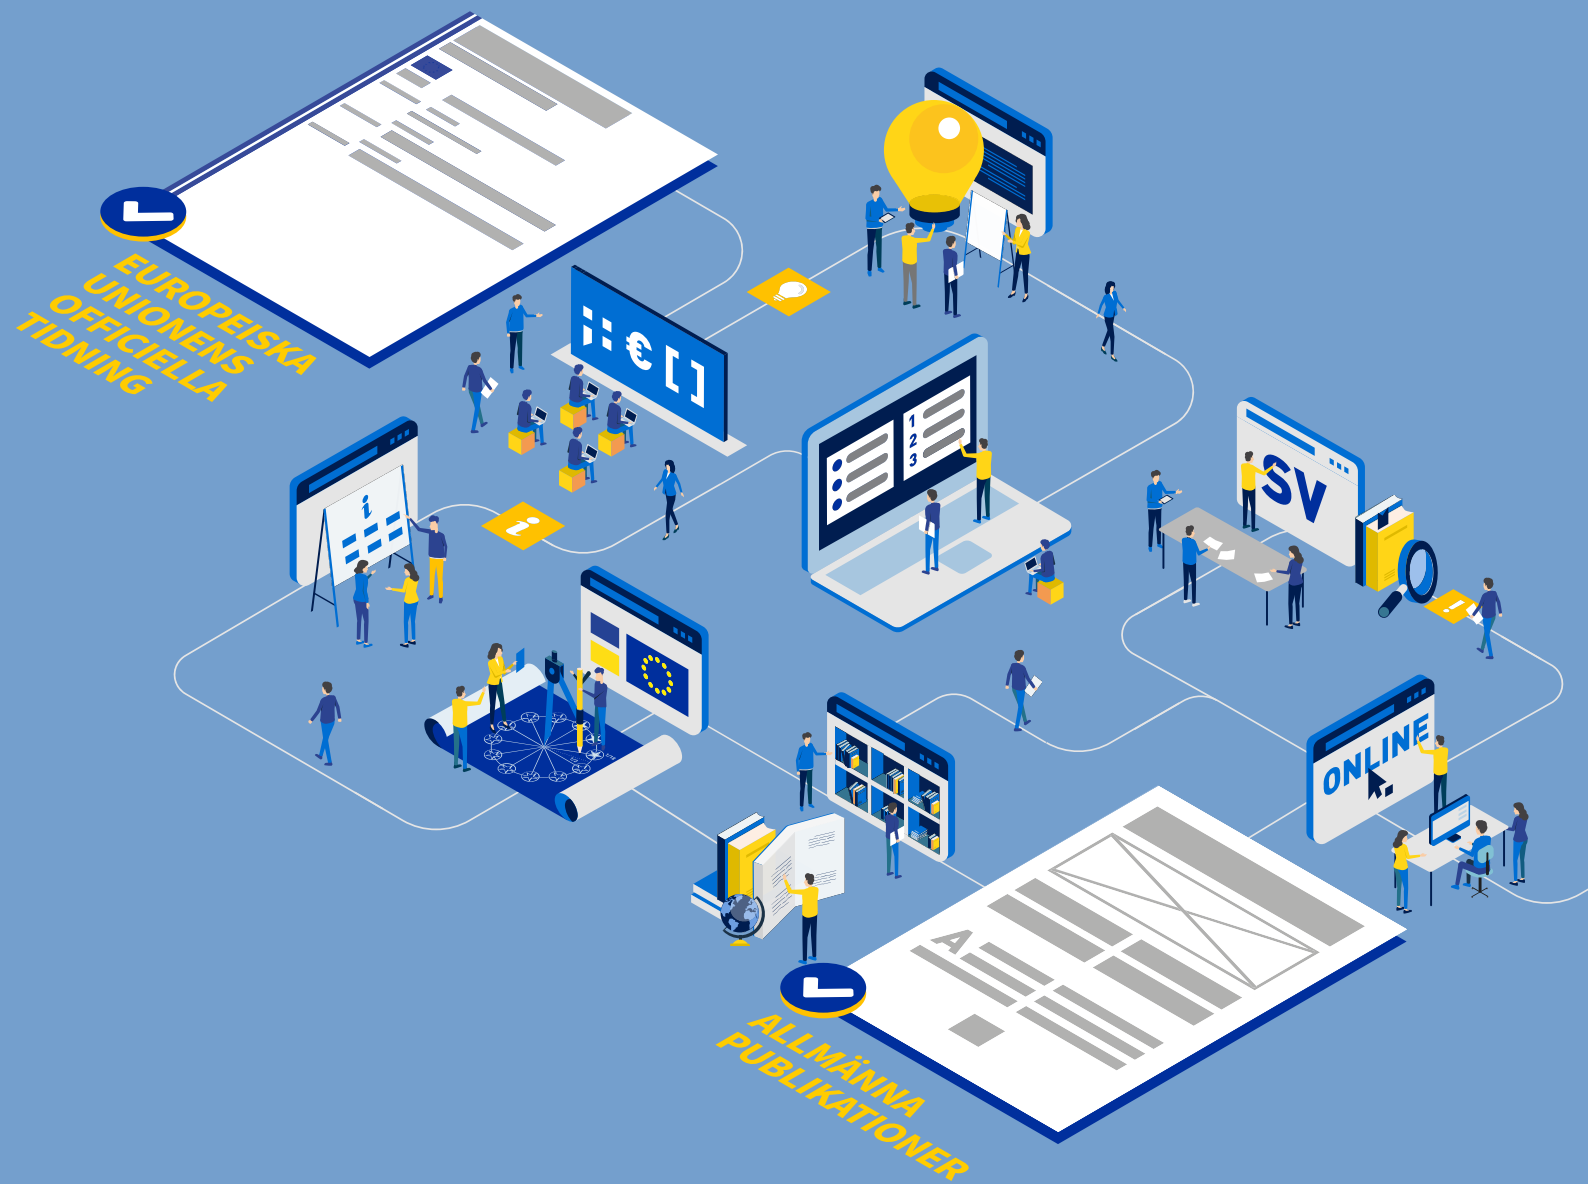 EUROPEISKA
UNIONENS
OFFICIELLA
TIDNING
¡: € [ ]
1
2
3
i
i
SV
¡!
ONLINE
A
ALLMÄNNA
PUBLIKATIONER